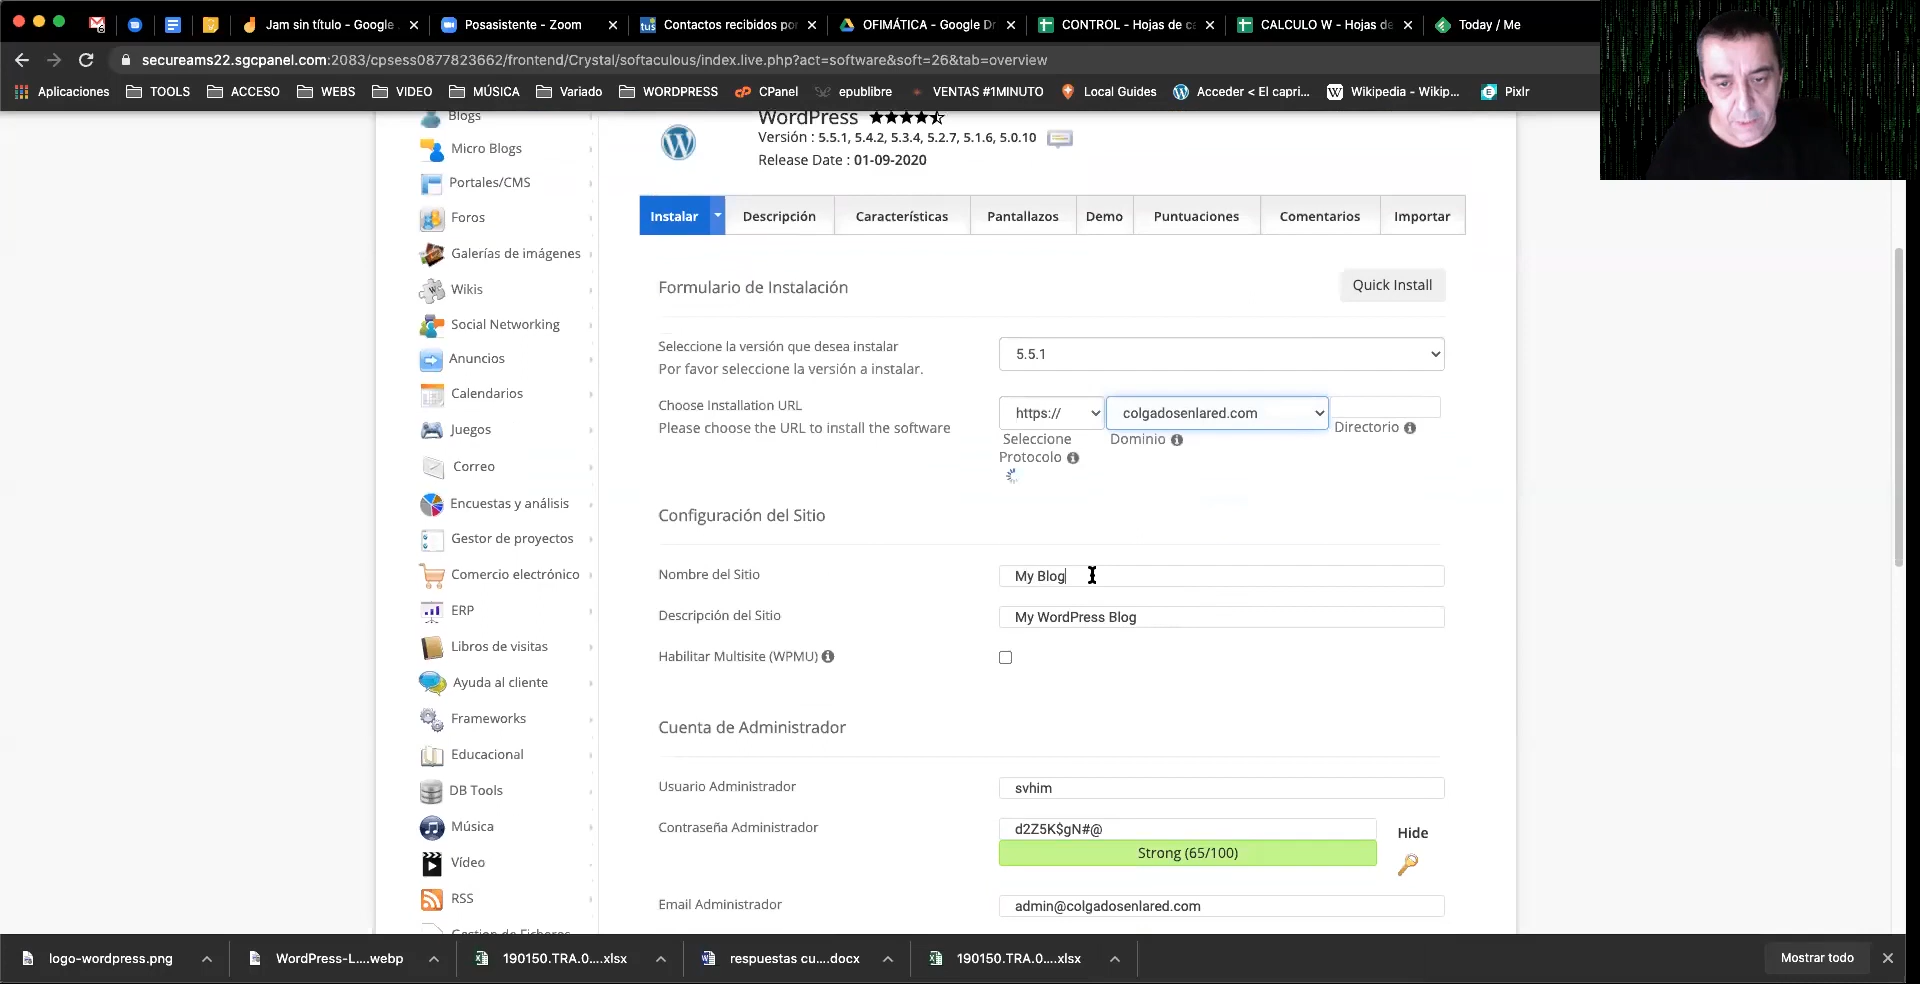 Jam sin título - Google
Posasistente - Zoom
tus
Contactos recibidos po
OFIMÁTICA - Google Dr
CONTROL - Hojas de c
CALCULO W - Hojas de
Today / Me
secureams22.sgcpanel.com:2083/cpsess0877823662/frontend/Crystal/softaculous/index.live.php?act=software&soft=26&tab=overview
Aplicaciones
TOOLS
ACCESO
WEBS
VIDEO
MÚSICA
Variado
WORDPRESS
CPanel
epublibre
VENTAS #1MINUTO
Local Guides
Acceder < El capri...
Wikipedia - Wikip...
Pixlr
Blogs
Micro Blogs
Portales/CMS
Foros
Galerías de imágenes
Wikis
Social Networking
Anuncios
Calendarios
Juegos
Correo
Encuestas y análisis
Gestor de proyectos
Comercio electrónico
ERP
Libros de visitas
Ayuda al cliente
Frameworks
Educacional
DB Tools
Música
Vídeo
RSS
Gestion de Ficheros
WordPress
Versión : 5.5.1, 5.4.2, 5.3.4, 5.2.7, 5.1.6, 5.0.10
Release Date : 01-09-2020
Instalar
Descripción
Características
Pantallazos
Demo
Puntuaciones
Comentarios
Importar
Formulario de Instalación
Quick Install
Seleccione la versión que desea instalar
Por favor seleccione la versión a instalar.
5.5.1
Choose Installation URL
Please choose the URL to install the software
https://
colgadosenlared.com
Seleccione
Protocolo
Dominio
Directorio
Configuración del Sitio
Nombre del Sitio
My Blog
Descripción del Sitio
My WordPress Blog
Habilitar Multisite (WPMU)
Cuenta de Administrador
Usuario Administrador
svhim
Contraseña Administrador
d2Z5K$gN#@
Hide
Strong (65/100)
Email Administrador
admin@colgadosenlared.com
logo-wordpress.png
WordPress-L....webp
190150.TRA.0....xlsx
respuestas cu....docx
190150.TRA.0....xlsx
Mostrar todo